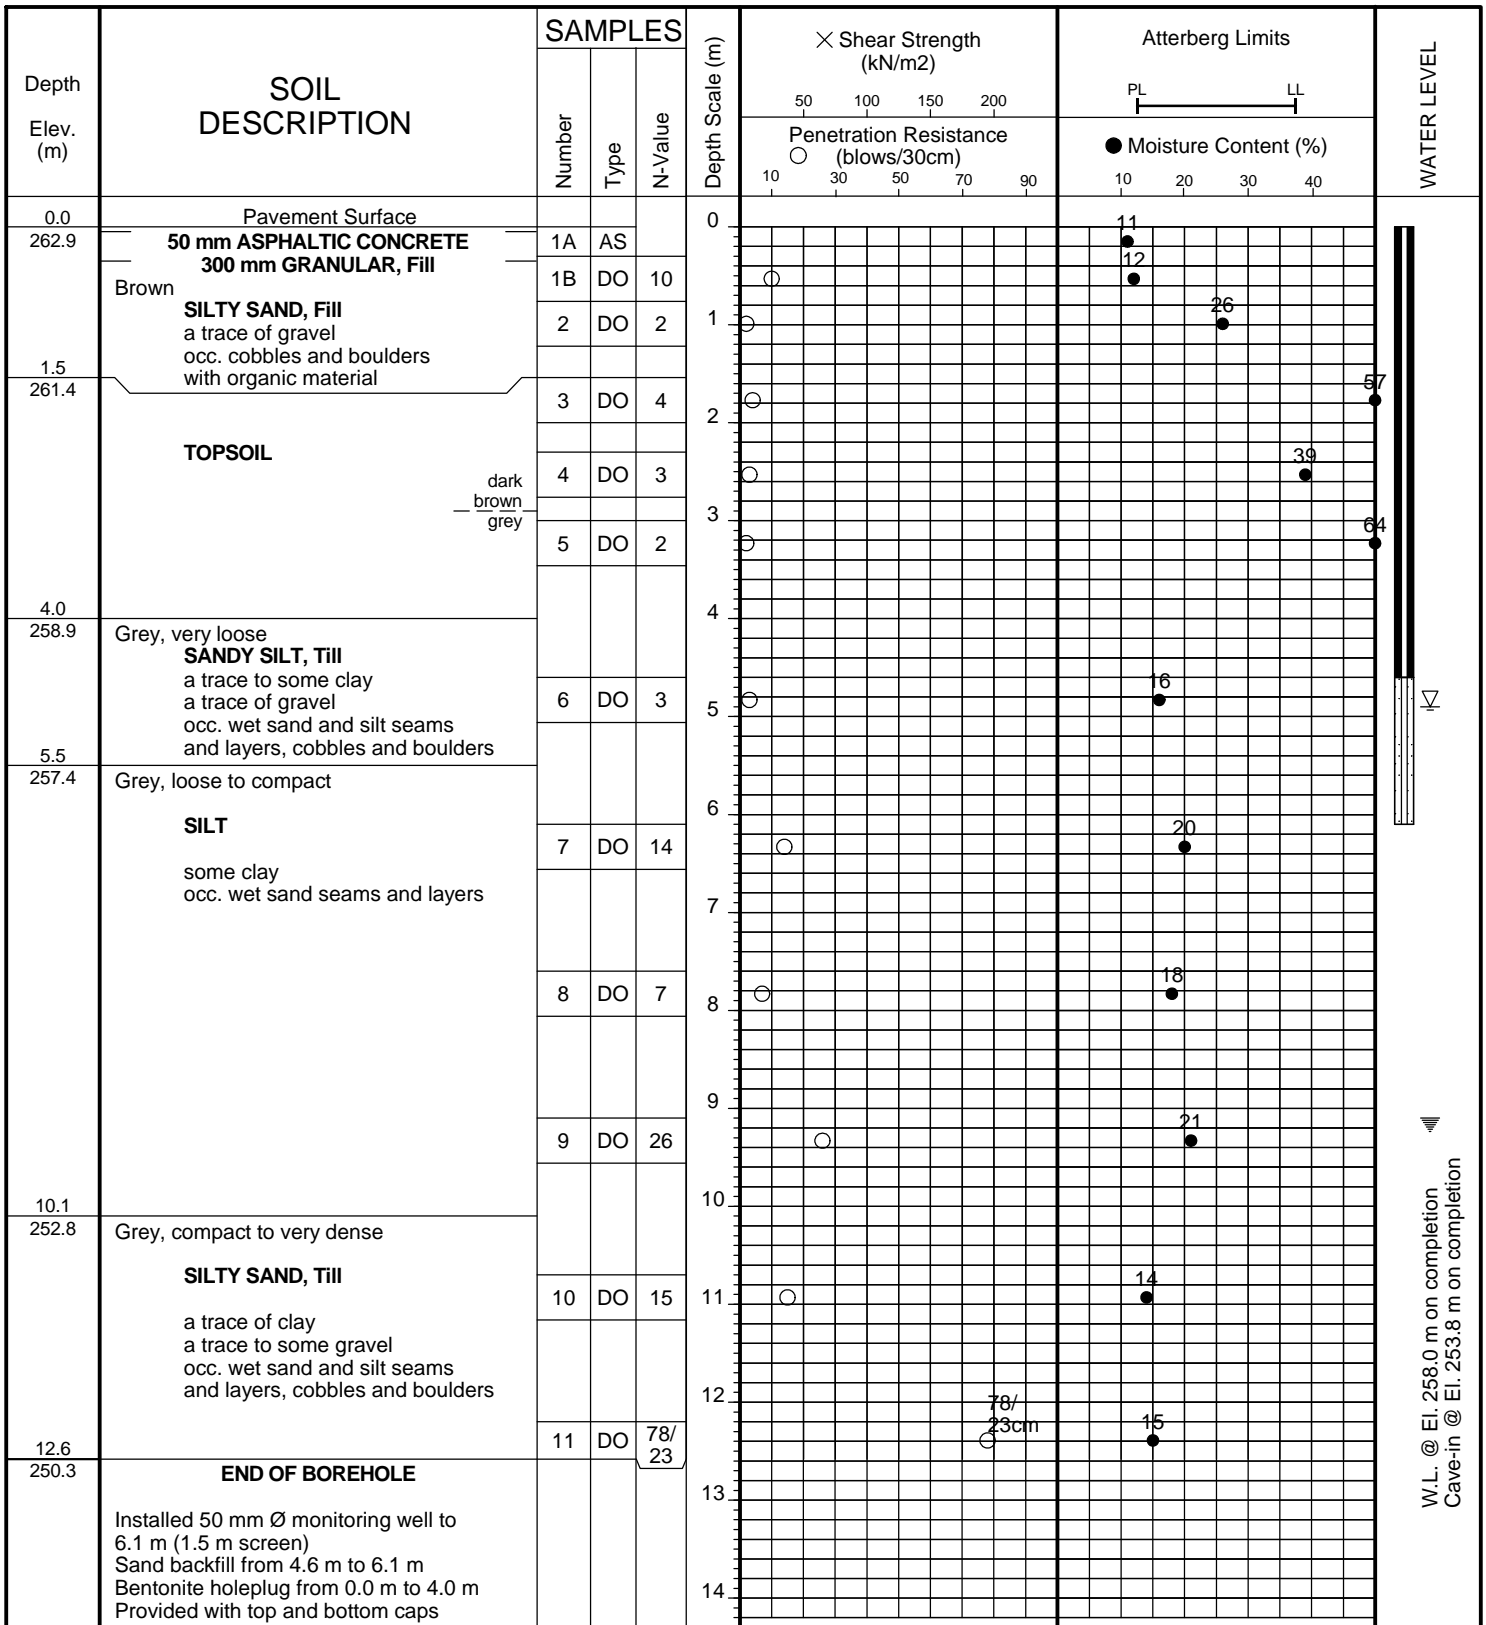 SAMPLES
Depth
Elev.
(m)
SOIL
DESCRIPTION
Number
Type
N-Value
Depth Scale (m)
Shear Strength
(kN/m2)
50 100 150 200
Penetration Resistance
(blows/30cm)
10 30 50 70 90
Atterberg Limits
PL LL
Moisture Content (%)
10 20 30 40
WATER LEVEL
0.0 Pavement Surface 0
262.9 50 mm ASPHALTIC CONCRETE 1A AS 11
300 mm GRANULAR, Fill
Brown 1B DO 10 12
SILTY SAND, Fill
a trace of gravel 2 DO 2 1 26
occ. cobbles and boulders
1.5 with organic material
261.4 3 DO 4 2 57
TOPSOIL
dark 4 DO 3 39
brown
grey 3
5 DO 2 64
4.0 4
258.9 Grey, very loose
SANDY SILT, Till
a trace to some clay
a trace of gravel 6 DO 3 5 16
occ. wet sand and silt seams
5.5 and layers, cobbles and boulders
257.4 Grey, loose to compact
6
SILT 7 DO 14 20
some clay
occ. wet sand seams and layers
7
8 DO 7 8 18
9
9 DO 26 21
10.1 10
252.8 Grey, compact to very dense
SILTY SAND, Till
10 DO 15 11 14
a trace of clay
a trace to some gravel
occ. wet sand and silt seams
and layers, cobbles and boulders
12
78/
23cm
12.6 11 DO 78/
23 15
250.3 END OF BOREHOLE
13
Installed 50 mm Ø monitoring well to
6.1 m (1.5 m screen)
Sand backfill from 4.6 m to 6.1 m
Bentonite holeplug from 0.0 m to 4.0 m
14
Provided with top and bottom caps
W.L. @ El. 258.0 m on completion
Cave-in @ El. 253.8 m on completion